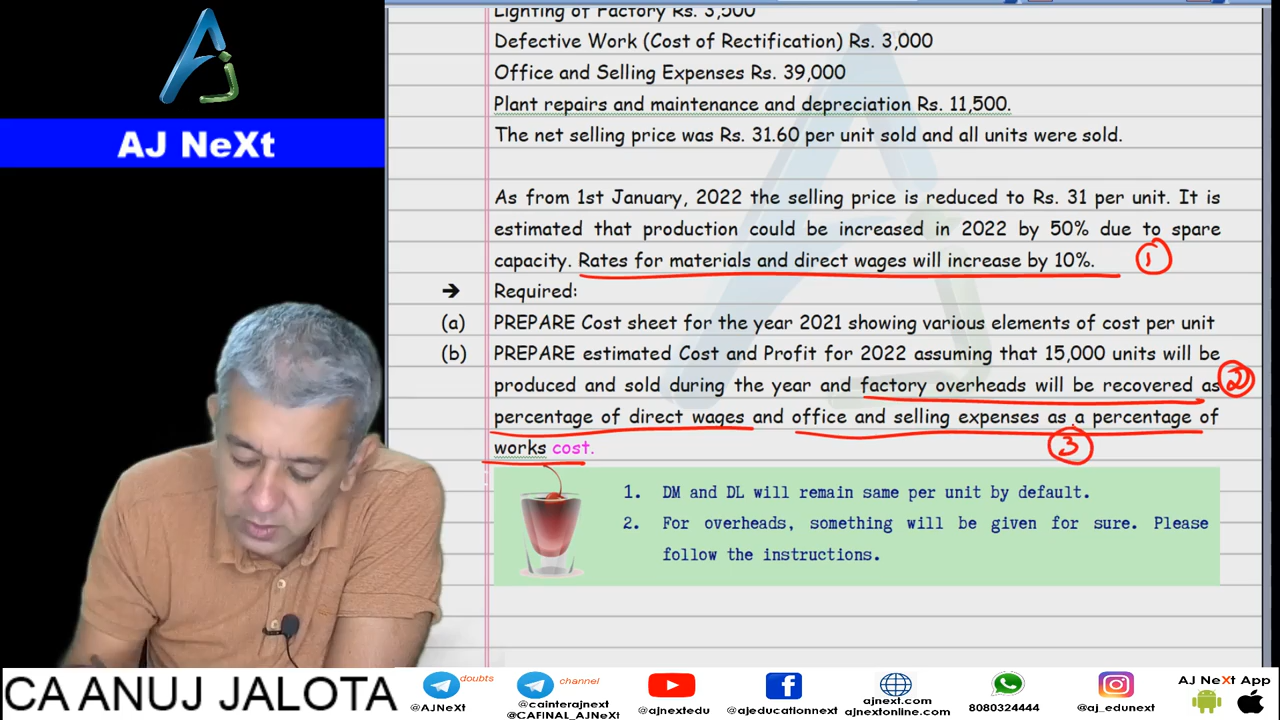 Lighting of Factory Rs. 3,500
Defective Work (Cost of Rectification) Rs. 3,000
Office and Selling Expenses Rs. 39,000
Plant repairs and maintenance and depreciation Rs. 11,500.
The net selling price was Rs. 31.60 per unit sold and all units were sold.
AJ NeXt
As from 1st January, 2022 the selling price is reduced to Rs. 31 per unit. It is
estimated that production could be increased in 2022 by 50% due to spare
capacity. Rates for materials and direct wages will increase by 10%. 1
➔ Required:
(a) PREPARE Cost sheet for the year 2021 showing various elements of cost per unit
(b) PREPARE estimated Cost and Profit for 2022 assuming that 15,000 units will be
produced and sold during the year and factory overheads will be recovered as 2
percentage of direct wages and office and selling expenses as a percentage of
works cost. 3
1. DM and DL will remain same per unit by default.
2. For overheads, something will be given for sure. Please
follow the instructions.
CA ANUJ JALOTA
doubts
@AJNeXt
channel
@cainterajnext
@CAFINAL_AJNeXt
@ajnextedu
@ajeducationnext
ajnext.com
ajnextonline.com
8080324444
@aj_edunext
AJ NeXt App